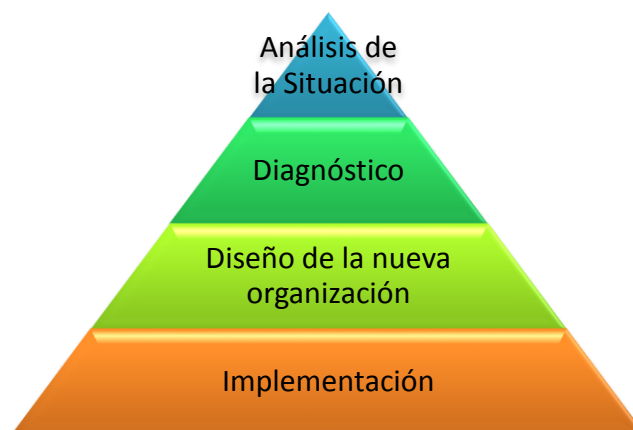 Análisis de
la Situación
Diagnóstico
Diseño de la nueva
organización
Implementación